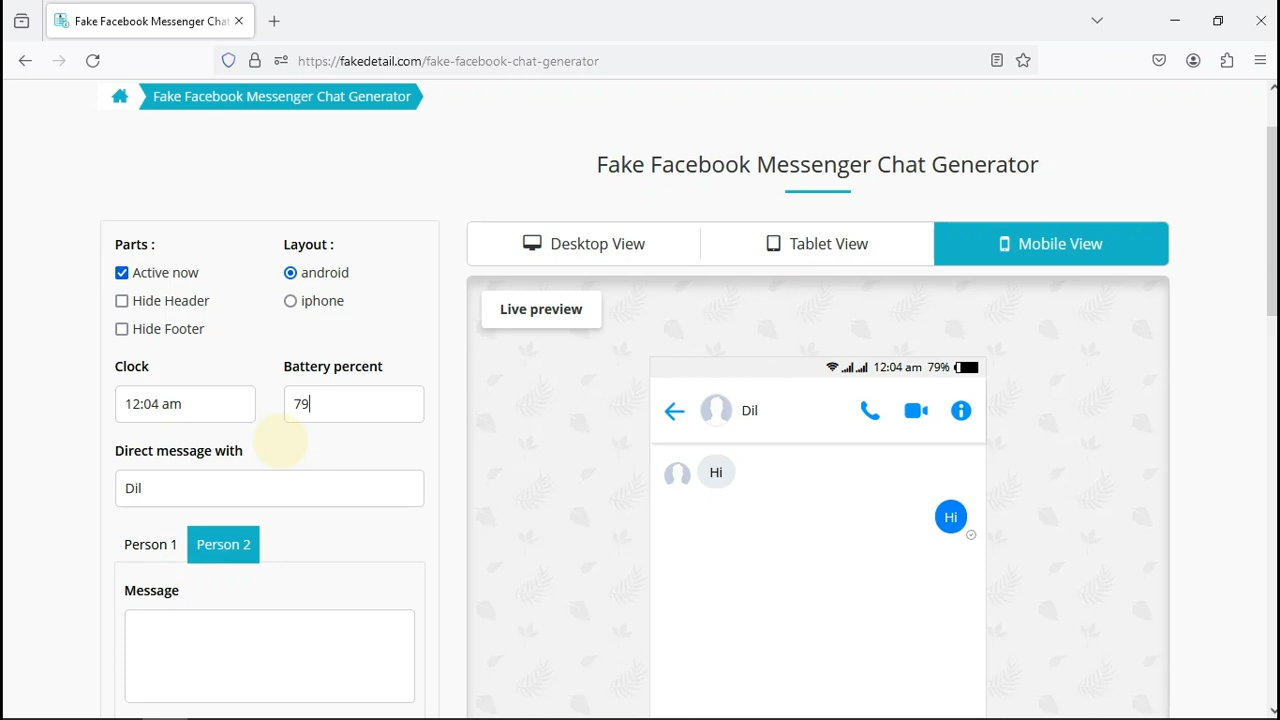 Fake Facebook Messenger Chat
https://fakedetail.com/fake-facebook-chat-generator
Fake Facebook Messenger Chat Generator
Fake Facebook Messenger Chat Generator
Parts :
Layout :
Active now
android
Hide Header
iphone
Hide Footer
Clock
Battery percent
12:04 am
79
Direct message with
Dil
Person 1
Person 2
Message
Desktop View
Tablet View
Mobile View
Live preview
12:04 am 79%
Dil
Hi
Hi